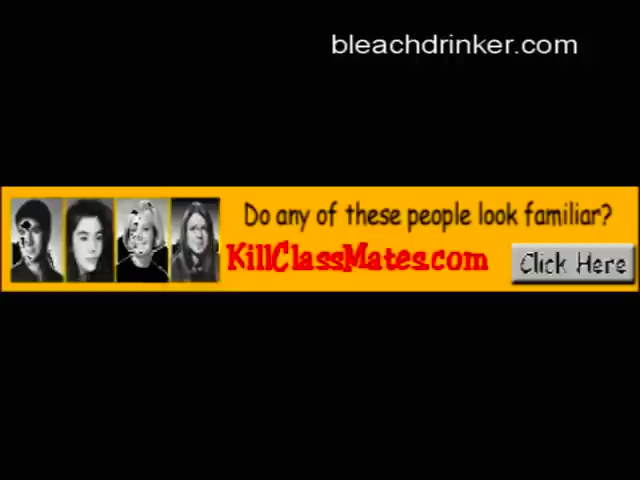 bleachdrinker.com
Do any of these people look familiar?
KillClassMates.com
Click Here